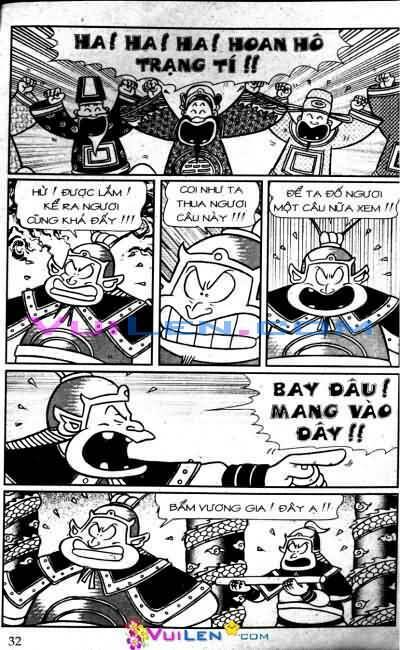 HA! HA! HA! HOAN HÔ
TRẠNG TÍ!!
HỪ! ĐƯỢC LẮM!
KỂ RA NGƯƠI
CŨNG KHÁ ĐẤY!!!
COI NHƯ TA
THUA NGƯƠI
CÂU NÀY!!!
ĐỂ TA ĐỐ NGƯƠI
MỘT CÂU NỮA XEM!!
VUILEN.COM
BAY ĐÂU!
MANG VÀO
ĐÂY!!
BẨM VƯƠNG GIA! ĐÂY Ạ!!
32
VUILEN.COM